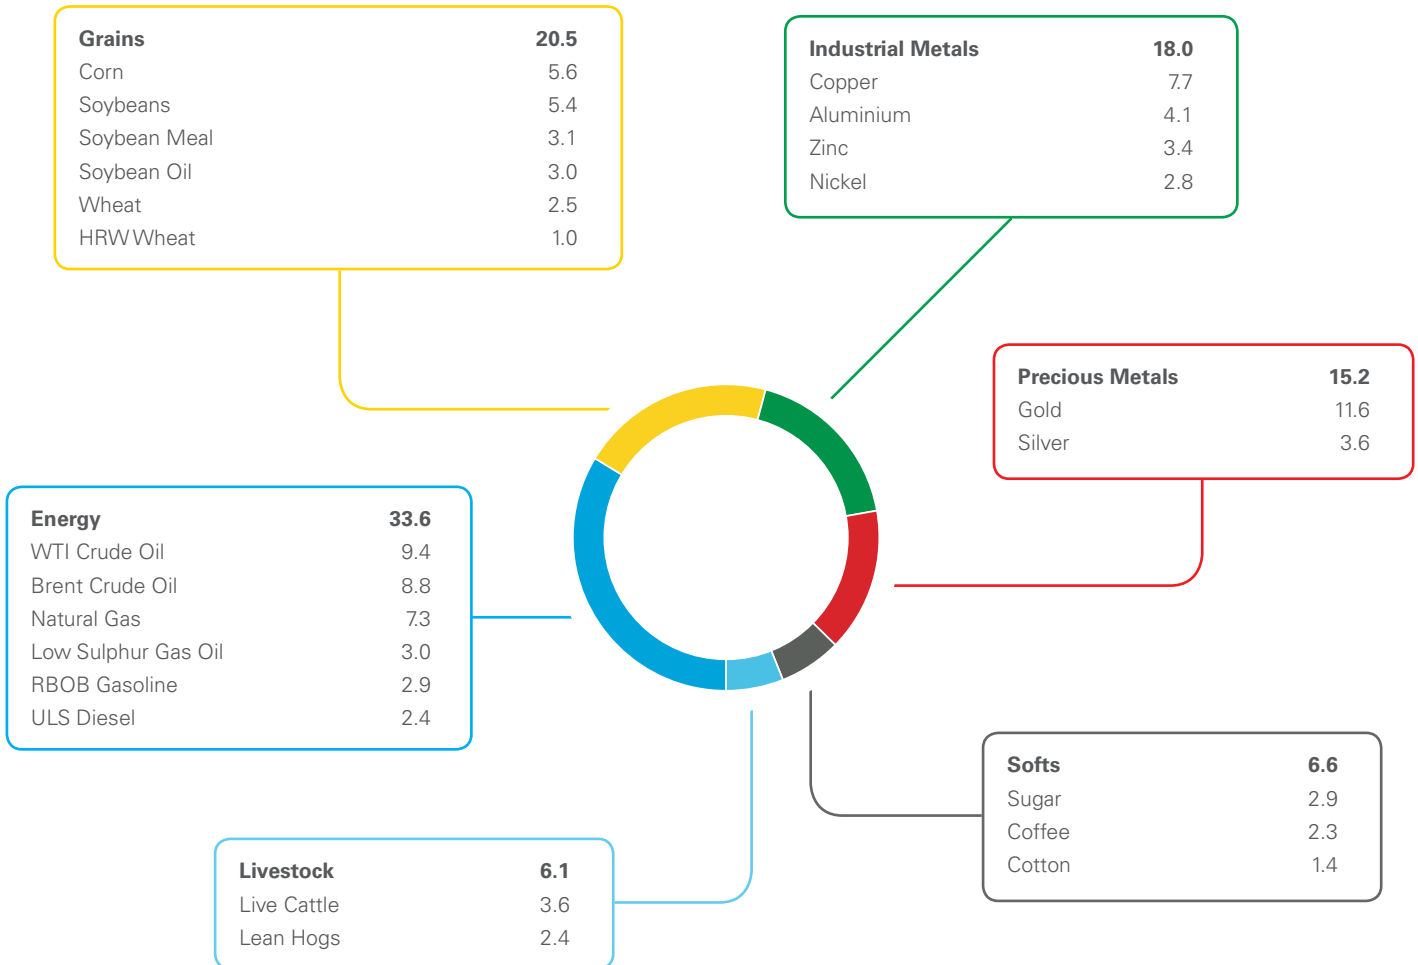 Grains 20.5
Corn 5.6
Soybeans 5.4
Soybean Meal 3.1
Soybean Oil 3.0
Wheat 2.5
HRW Wheat 1.0
Industrial Metals 18.0
Copper 7.7
Aluminium 4.1
Zinc 3.4
Nickel 2.8
Precious Metals 15.2
Gold 11.6
Silver 3.6
Energy 33.6
WTI Crude Oil 9.4
Brent Crude Oil 8.8
Natural Gas 7.3
Low Sulphur Gas Oil 3.0
RBOB Gasoline 2.9
ULS Diesel 2.4
Softs 6.6
Sugar 2.9
Coffee 2.3
Cotton 1.4
Livestock 6.1
Live Cattle 3.6
Lean Hogs 2.4